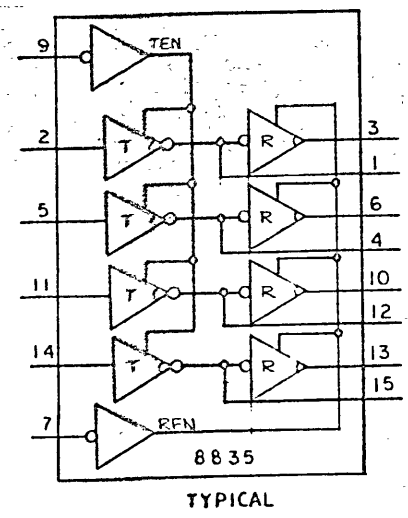 9 TEN
2 T R 3
1
5 T R 6
4
11 T R 10
12
14 T R 13
15
7 REN
8835
TYPICAL